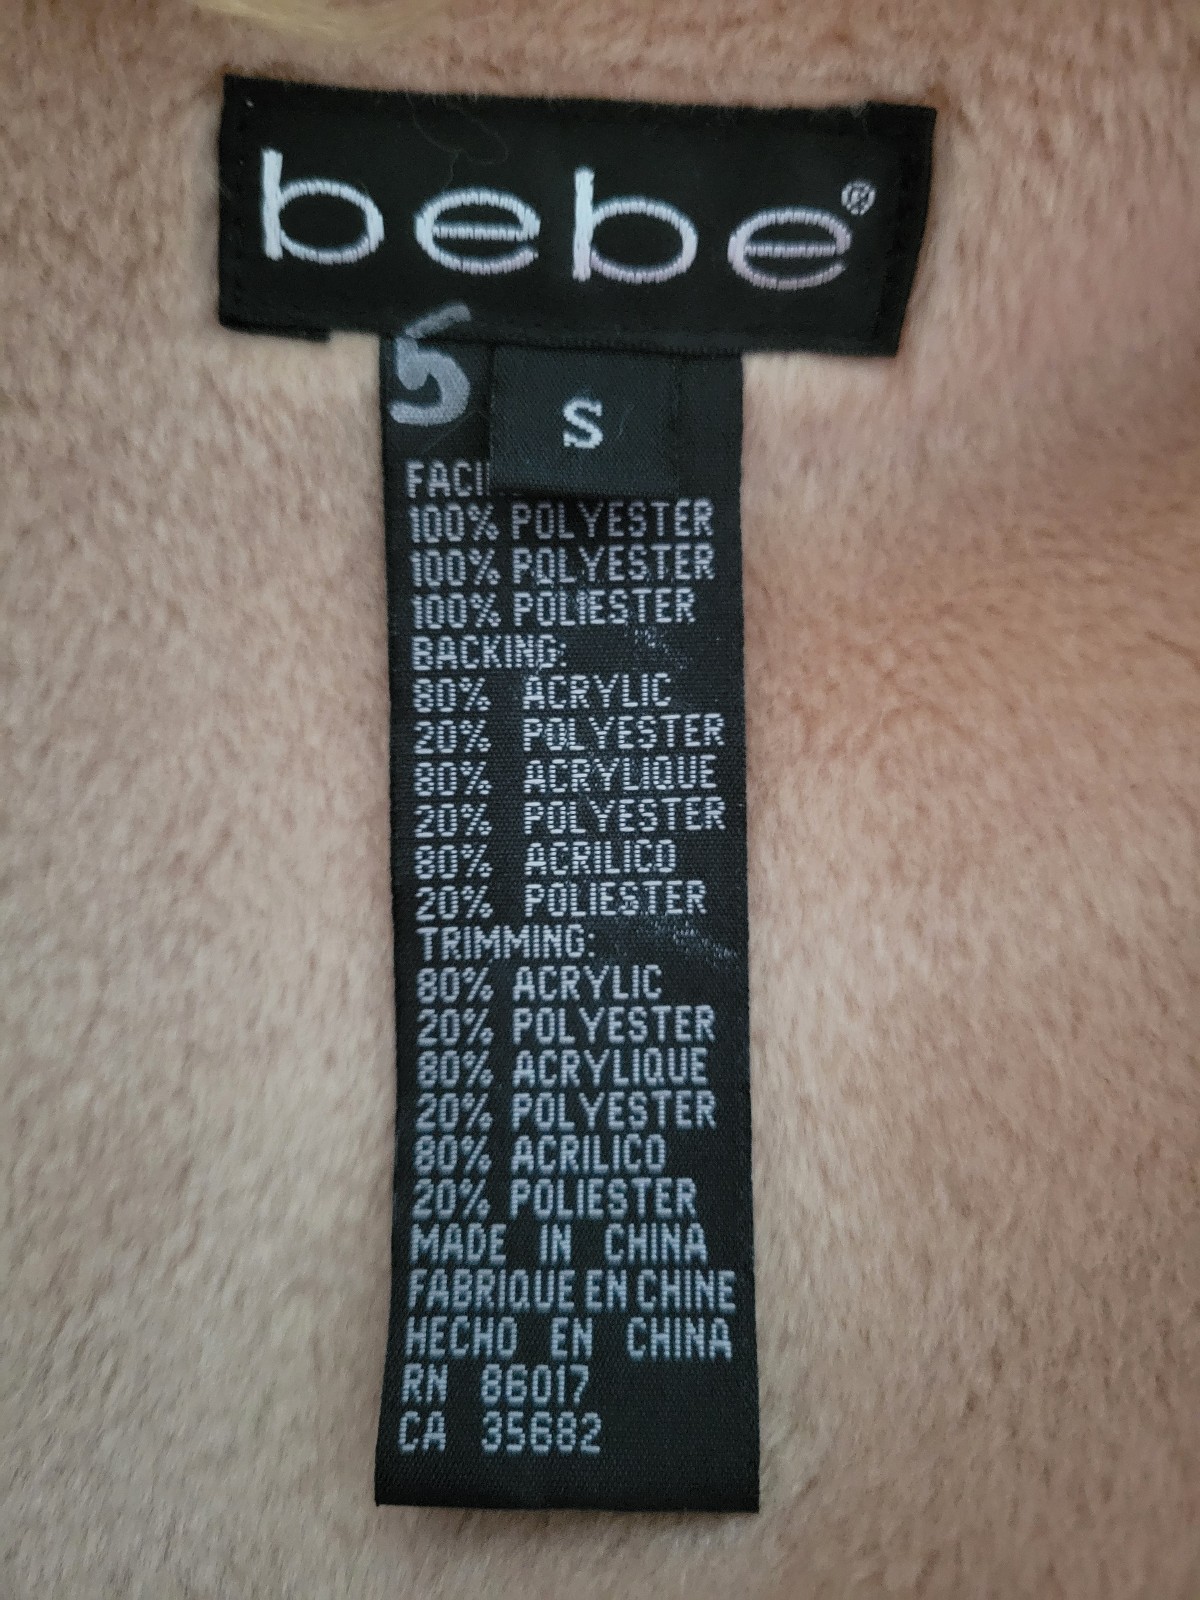 bebe®
5
S
100% POLYESTER
100% POLYESTER
100% POLIESTER
BACKING:
80% ACRYLIC
20% POLYESTER
80% ACRYLIQUE
20% POLYESTER
80% ACRILICO
20% POLIESTER
TRIMMING:
80% ACRYLIC
20% POLYESTER
80% ACRYLIQUE
20% POLYESTER
80% ACRILICO
20% POLIESTER
MADE IN CHINA
FABRIQUE EN CHINE
HECHO EN CHINA
RN 86017
CA 35682